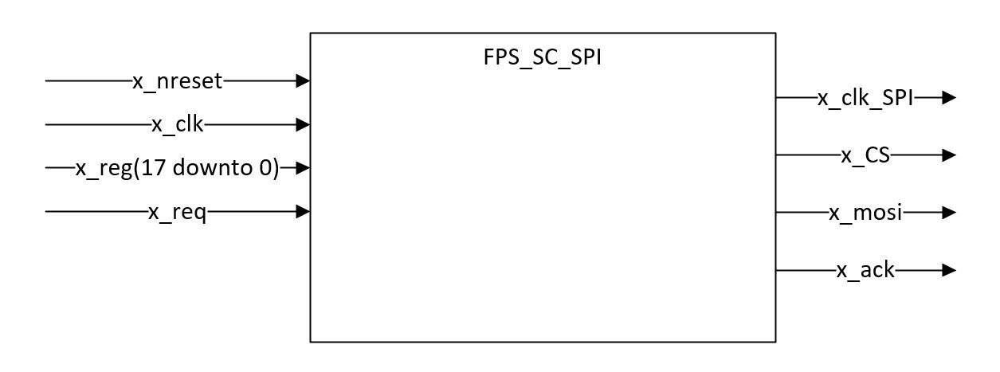 FPS_SC_SPI
x_nreset
x_clk
x_reg(17 downto 0)
x_req
x_clk_SPI
x_CS
x_mosi
x_ack